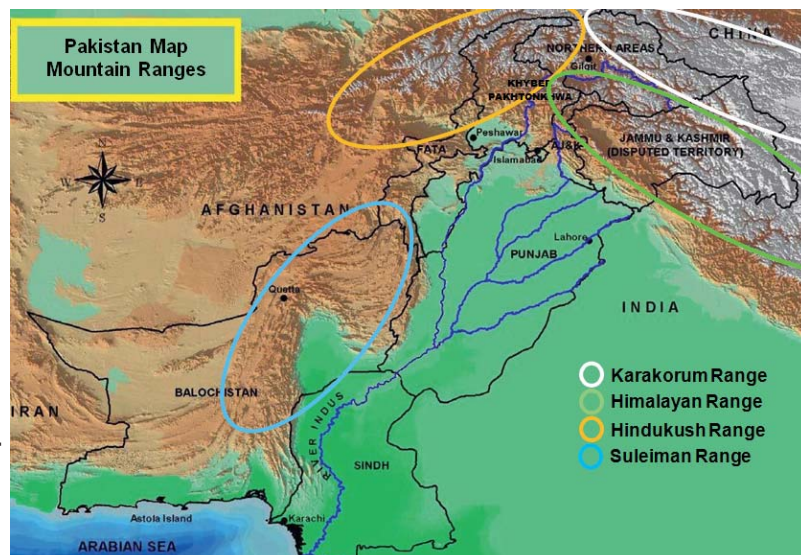 Pakistan Map
Mountain Ranges
CHINA
NORTHERN AREAS
Gilgit
KHYBER
PAKHTONKHWA
Peshawar
FATA
AJ&K
Islamabad
JAMMU & KASHMIR
(DISPUTED TERRITORY)
N
W E
S
AFGHANISTAN
Lahore
PUNJAB
Quetta
INDIA
BALOCHISTAN
IRAN
RIVER INDUS
SINDH
Karakorum Range
Himalayan Range
Hindukush Range
Suleiman Range
Astola Island
Karachi
ARABIAN SEA